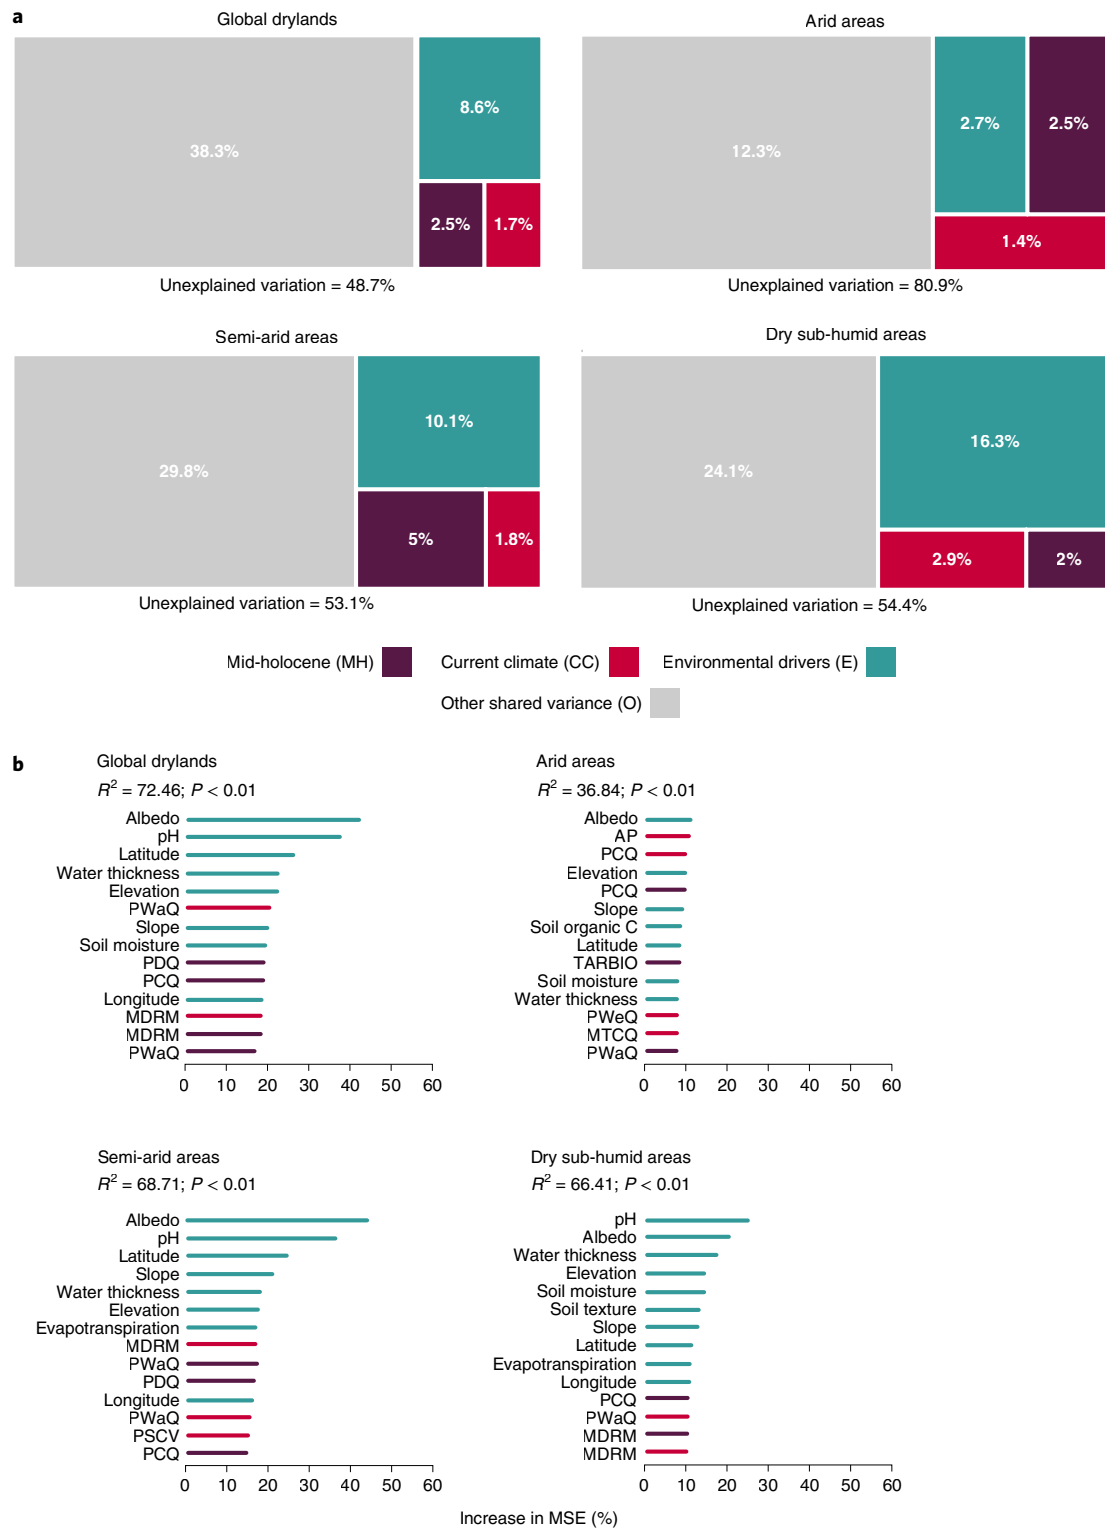 a
Global drylands
38.3%
8.6%
2.5%
1.7%
Unexplained variation = 48.7%
Arid areas
12.3%
2.7%
2.5%
1.4%
Unexplained variation = 80.9%
Semi-arid areas
29.8%
10.1%
5%
1.8%
Unexplained variation = 53.1%
Dry sub-humid areas
24.1%
16.3%
2.9%
2%
Unexplained variation = 54.4%
Mid-holocene (MH)
Current climate (CC)
Environmental drivers (E)
Other shared variance (O)
b
Global drylands
R² = 72.46; P < 0.01
Albedo
pH
Latitude
Water thickness
Elevation
PWaQ
Slope
Soil moisture
PDQ
PCQ
Longitude
MDRM
MDRM
PWaQ
0 10 20 30 40 50 60
Arid areas
R² = 36.84; P < 0.01
Albedo
AP
PCQ
Elevation
PCQ
Slope
Soil organic C
Latitude
TARBIO
Soil moisture
Water thickness
PWeQ
MTCQ
PWaQ
0 10 20 30 40 50 60
Semi-arid areas
R² = 68.71; P < 0.01
Albedo
pH
Latitude
Slope
Water thickness
Elevation
Evapotranspiration
MDRM
PWaQ
PDQ
Longitude
PWaQ
PSCV
PCQ
0 10 20 30 40 50 60
Dry sub-humid areas
R² = 66.41; P < 0.01
pH
Albedo
Water thickness
Elevation
Soil moisture
Soil texture
Slope
Latitude
Evapotranspiration
Longitude
PCQ
PWaQ
MDRM
MDRM
0 10 20 30 40 50 60
Increase in MSE (%)